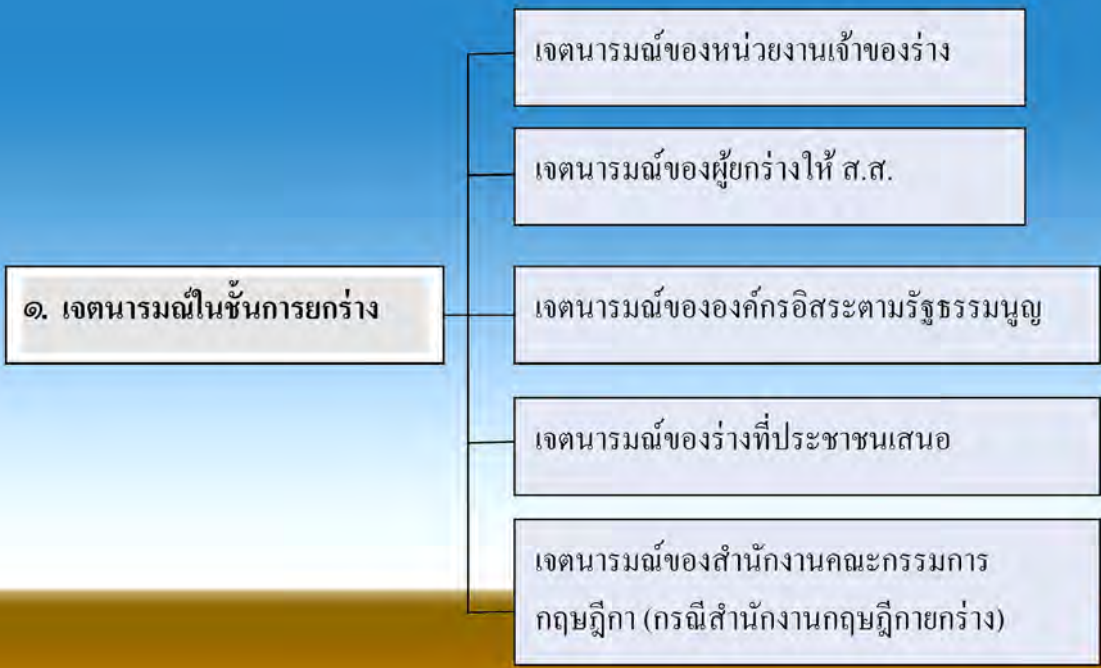 เจตนารมณ์ของหน่วยงานเจ้าของร่าง
เจตนารมณ์ของผู้ยกร่างให้ ส.ส.
๑. เจตนารมณ์ในชั้นการยกร่าง
เจตนารมณ์ขององค์กรอิสระตามรัฐธรรมนูญ
เจตนารมณ์ของร่างที่ประชาชนเสนอ
เจตนารมณ์ของสำนักงานคณะกรรมการ
กฤษฎีกา (กรณีสำนักงานกฤษฎีกายกร่าง)